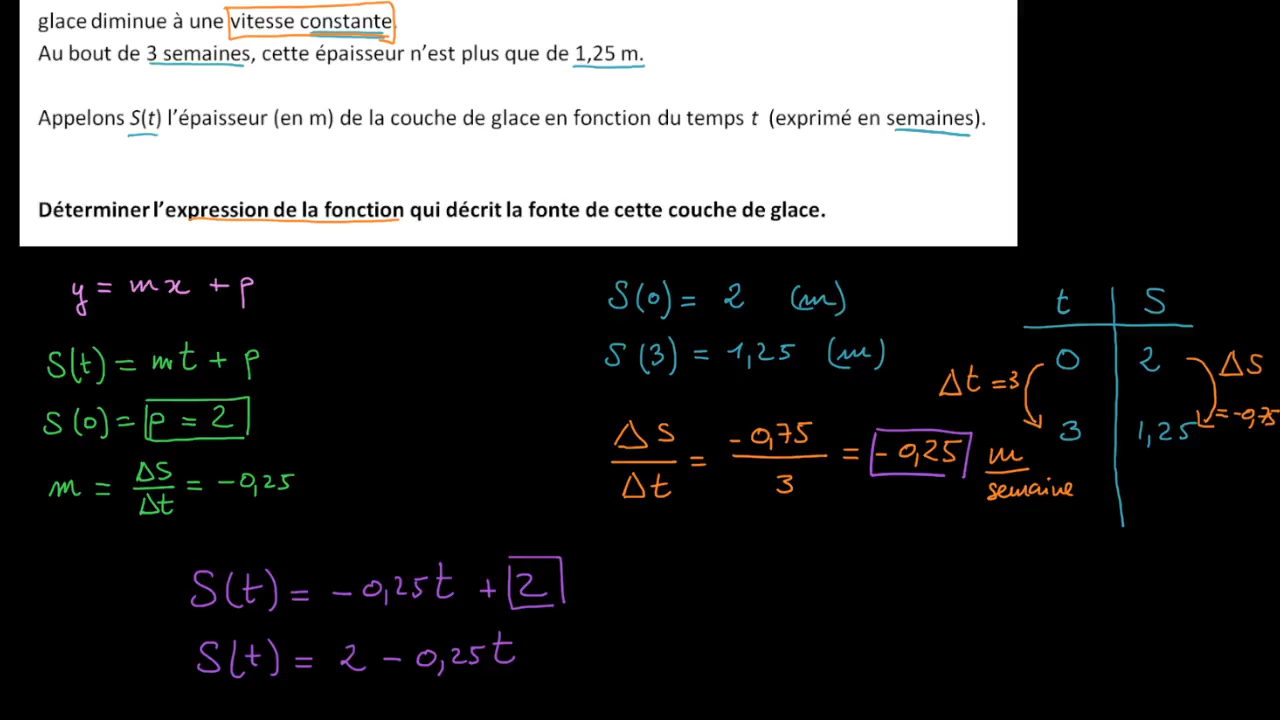 glace diminue à une vitesse constante.
Au bout de 3 semaines, cette épaisseur n'est plus que de 1,25 m.
Appelons S(t) l'épaisseur (en m) de la couche de glace en fonction du temps t (exprimé en semaines).
Déterminer l'expression de la fonction qui décrit la fonte de cette couche de glace.
y = mx + p
S(t) = mt + p
S(0) = p = 2
m = ΔS/Δt = -0,25
S(0) = 2 (m)
S(3) = 1,25 (m)
ΔS/Δt = -0,75/3 = -0,25 m/semaine
t S
0 2
3 1,25
Δt = 3
ΔS
= -0,75
S(t) = -0,25t + 2
S(t) = 2 - 0,25t